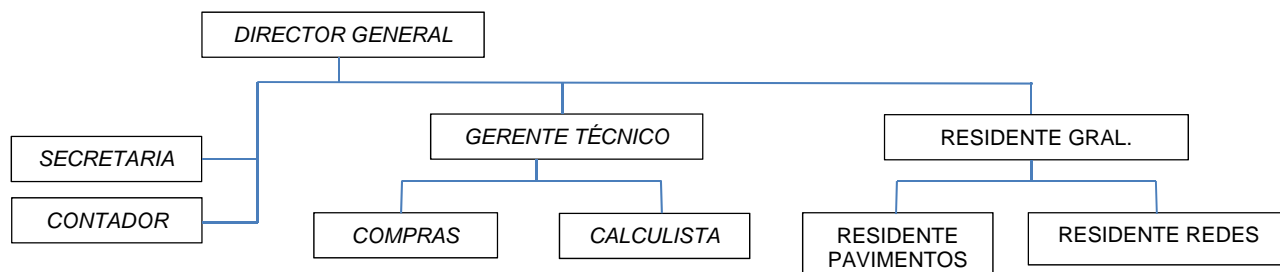 DIRECTOR GENERAL
GERENTE TÉCNICO
RESIDENTE GRAL.
SECRETARIA
CONTADOR
COMPRAS
CALCULISTA
RESIDENTE
PAVIMENTOS
RESIDENTE REDES